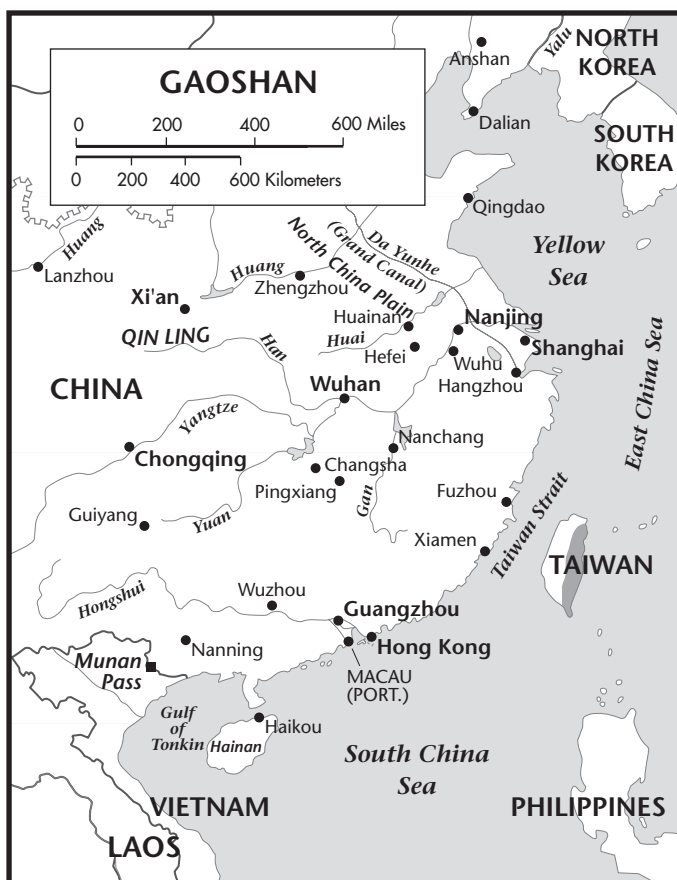 GAOSHAN
0 200 400 600 Miles
0 200 400 600 Kilometers
Anshan
Yalu
NORTH
KOREA
Dalian
SOUTH
KOREA
Qingdao
Yellow
Sea
Huang
Lanzhou
Huang
Zhengzhou
North China Plain
Da Yunhe
(Grand Canal)
Xi'an
QIN LING
Han
Huainan
Huai
Hefei
Nanjing
Wuhu
Shanghai
Hangzhou
East China Sea
CHINA
Wuhan
Yangtze
Chongqing
Nanchang
Changsha
Pingxiang
Gan
Guiyang
Yuan
Fuzhou
Xiamen
Taiwan Strait
TAIWAN
Hongshui
Wuzhou
Guangzhou
Nanning
Hong Kong
Munan
Pass
MACAU
(PORT.)
Gulf
of
Tonkin
Haikou
Hainan
South China
Sea
VIETNAM
PHILIPPINES
LAOS